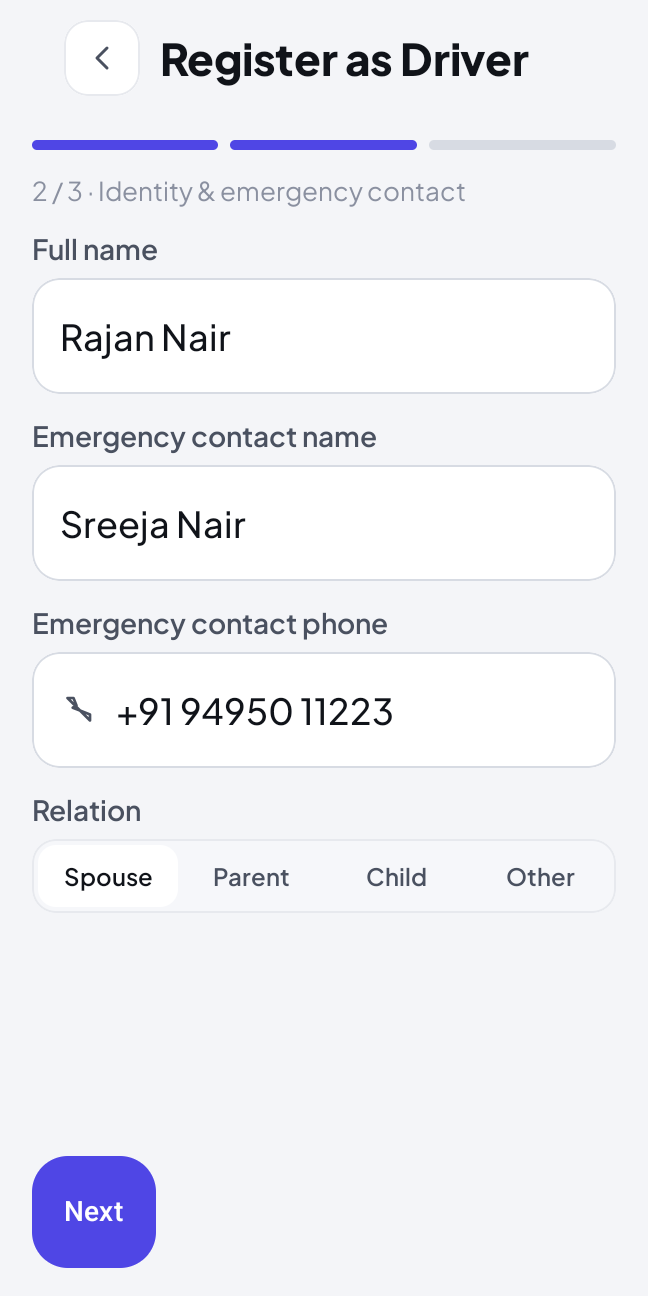 Register as Driver
2 / 3 · Identity & emergency contact
Full name
Rajan Nair
Emergency contact name
Sreeja Nair
Emergency contact phone
+91 94950 11223
Relation
Spouse Parent Child Other
Next